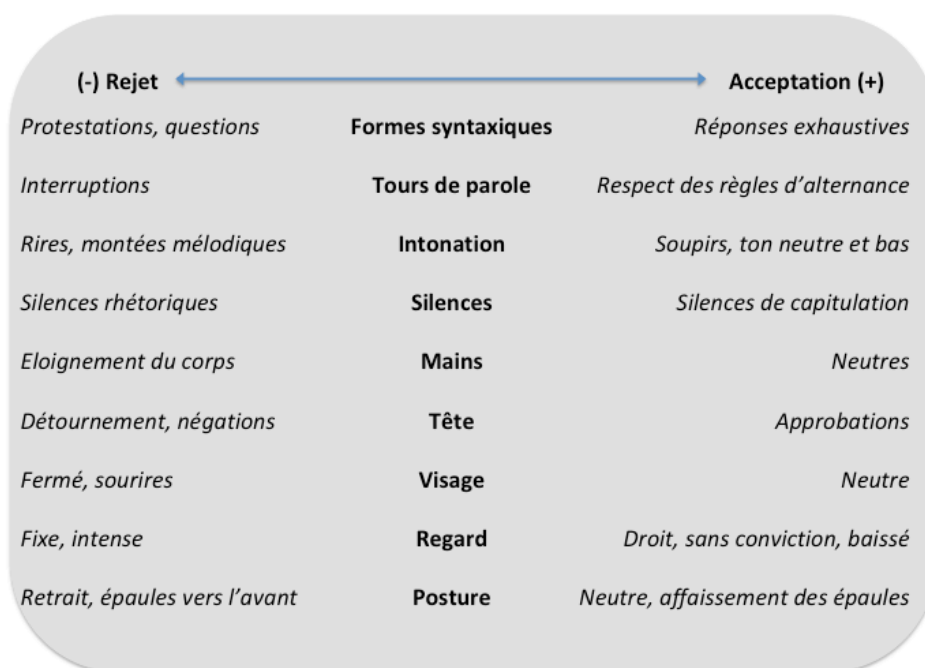 (-) Rejet Acceptation (+)
Protestations, questions Formes syntaxiques Réponses exhaustives
Interruptions Tours de parole Respect des règles d’alternance
Rires, montées mélodiques Intonation Soupirs, ton neutre et bas
Silences rhétoriques Silences Silences de capitulation
Eloignement du corps Mains Neutres
Détournement, négations Tête Approbations
Fermé, sourires Visage Neutre
Fixe, intense Regard Droit, sans conviction, baissé
Retrait, épaules vers l’avant Posture Neutre, affaissement des épaules